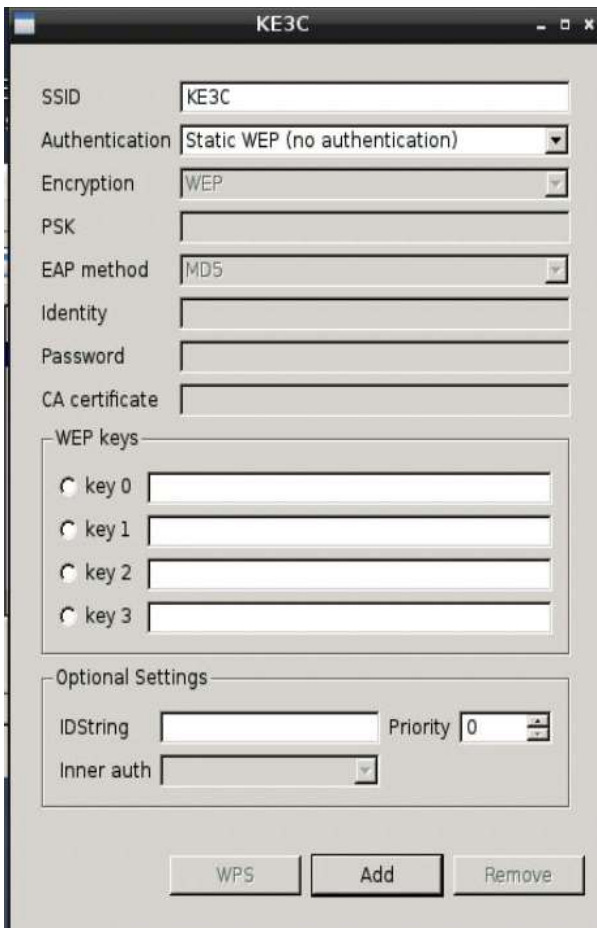 KE3C
SSID KE3C
Authentication Static WEP (no authentication)
Encryption WEP
PSK
EAP method MD5
Identity
Password
CA certificate
WEP keys
key 0
key 1
key 2
key 3
Optional Settings
IDString Priority 0
Inner auth
WPS Add Remove